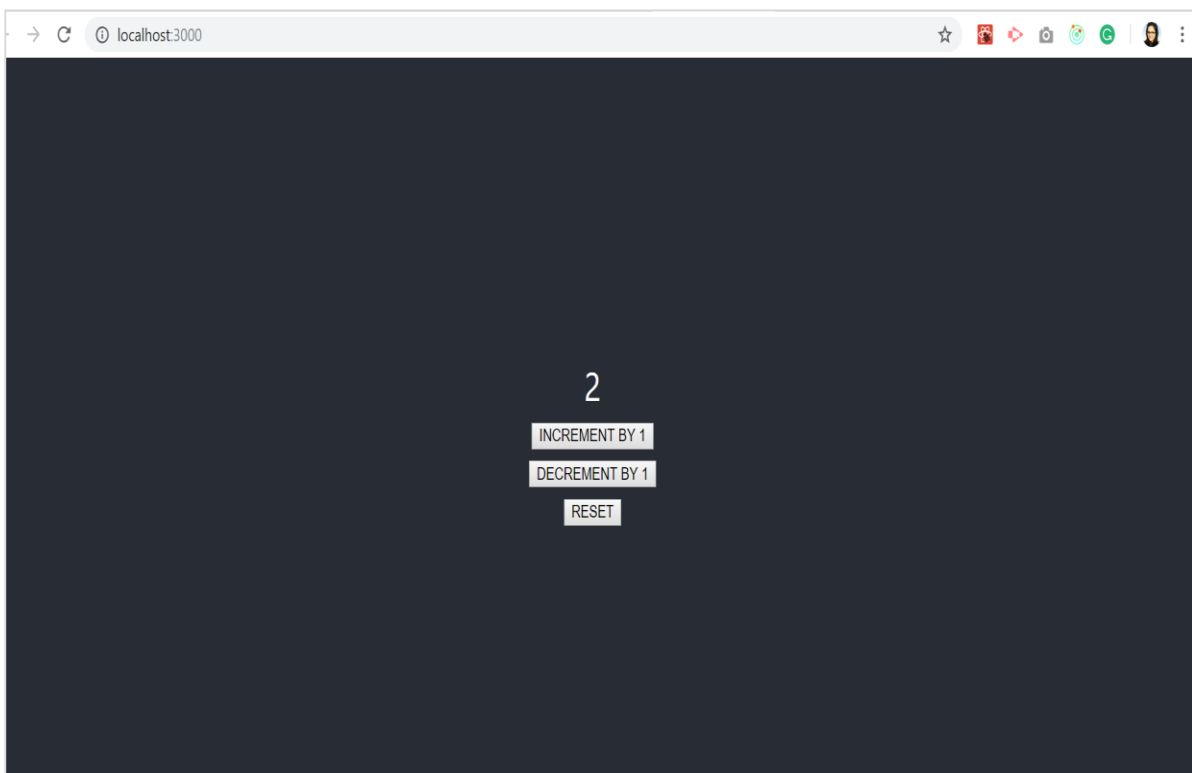 localhost:3000
G
2
INCREMENT BY 1
DECREMENT BY 1
RESET